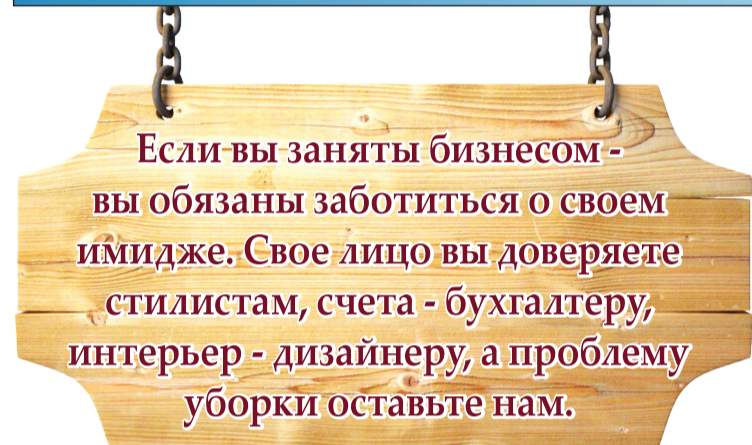 Если вы заняты бизнесом -
вы обязаны заботиться о своем
имидже. Свое лицо вы доверяете
стилистам, счета - бухгалтеру,
интерьер - дизайнеру, а проблему
уборки оставьте нам.